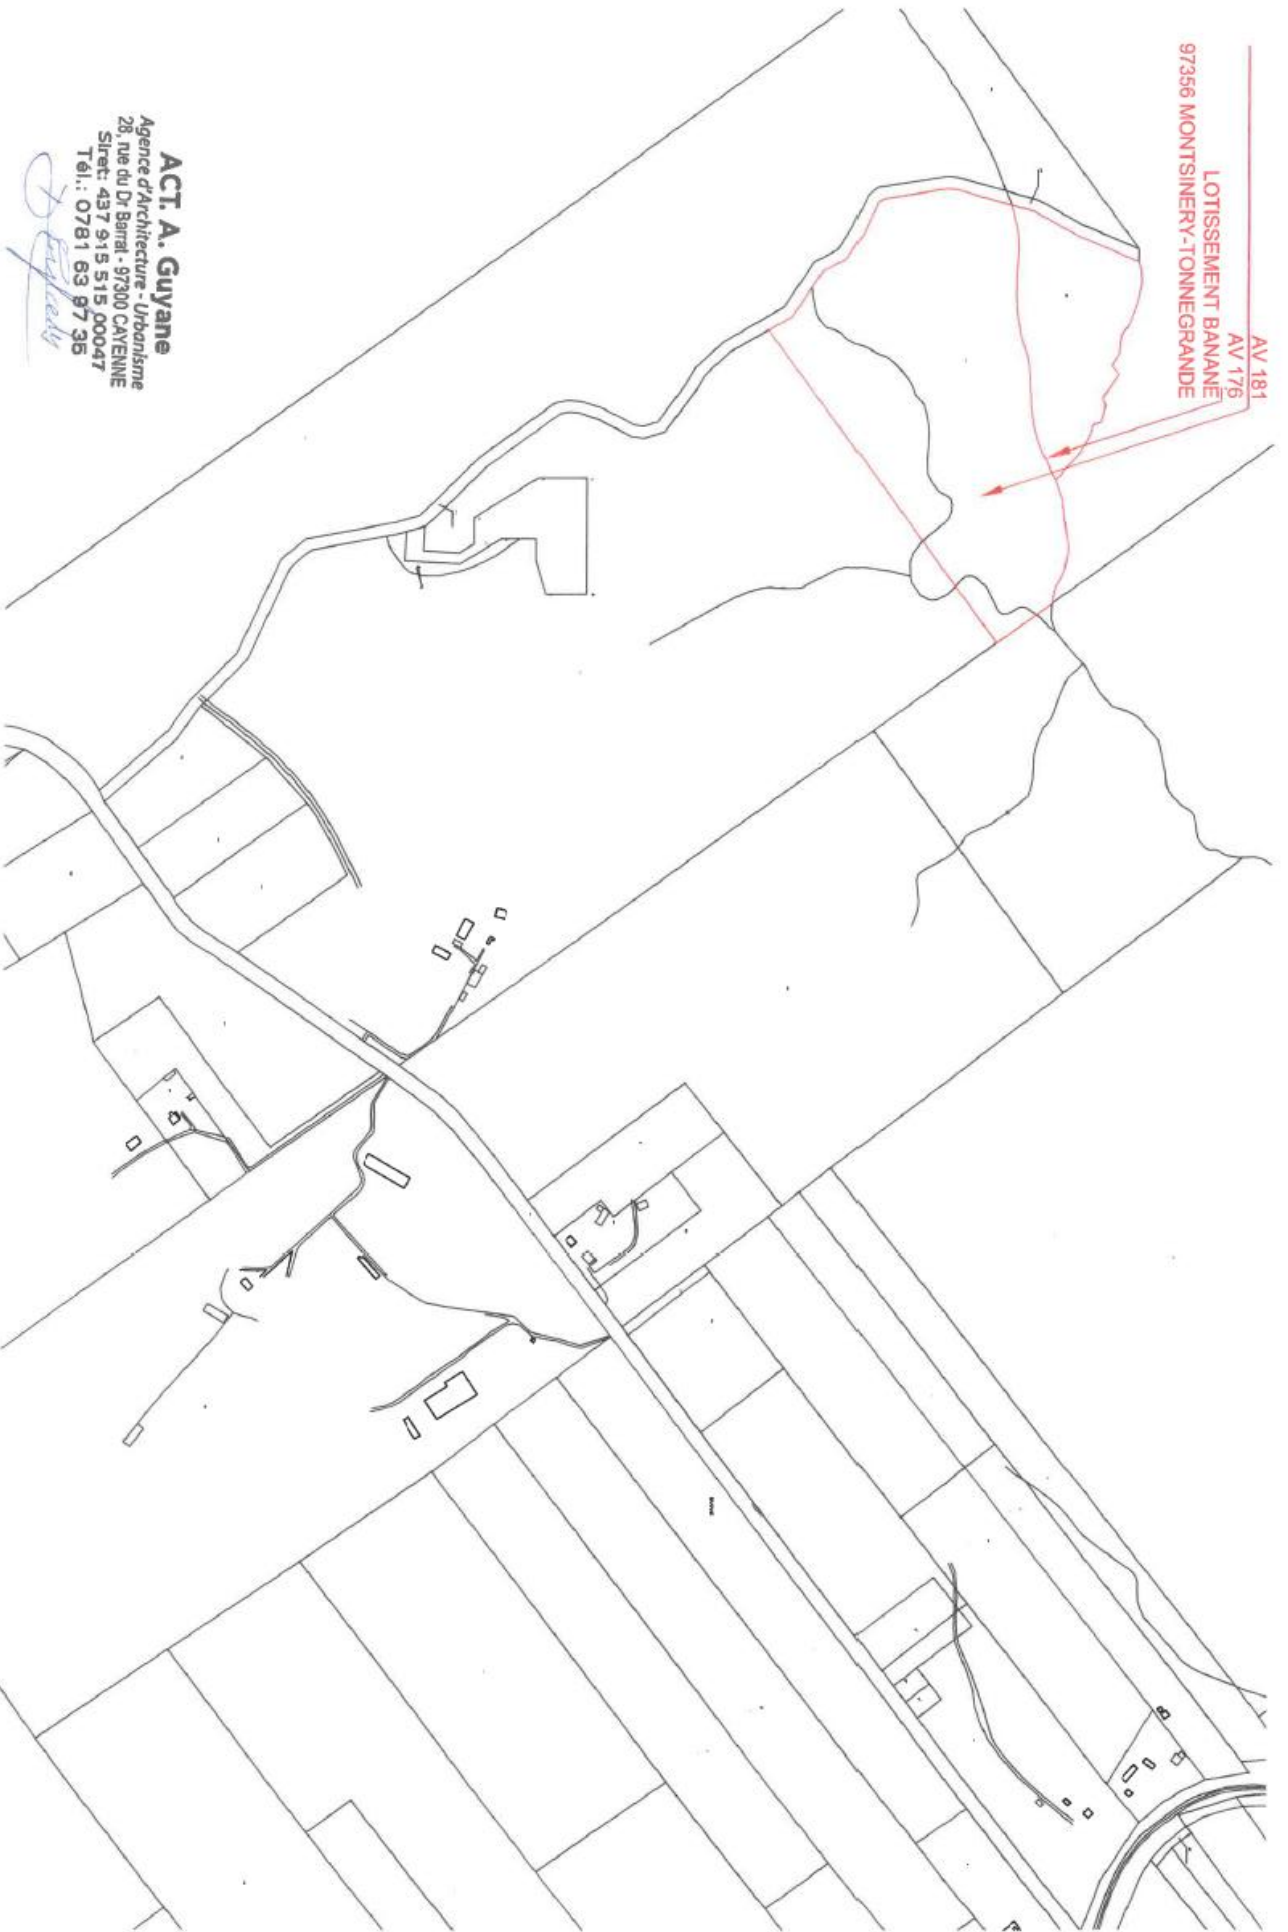 AV 181
AV 176
LOTISSEMENT BANANE
97356 MONTSINERY-TONNEGRANDE
ACT. A. Guyane
Agence d'Architecture - Urbanisme
28, rue du Dr Barrat - 97300 CAYENNE
Siret: 437 915 515 00047
Tél.: 0781 63 97 35